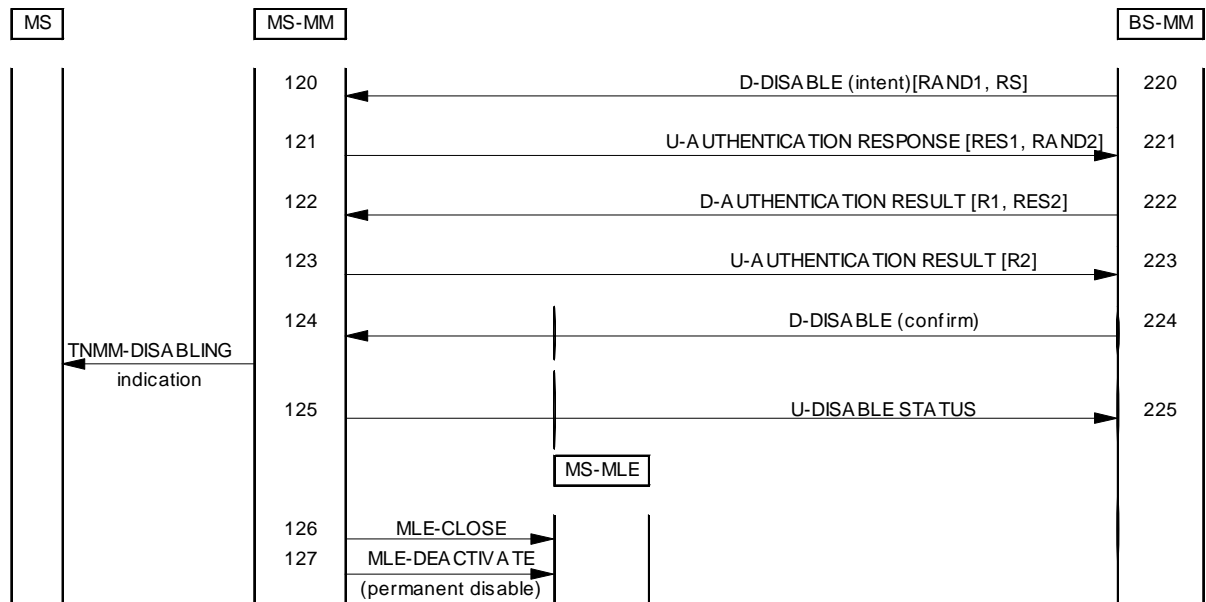 MS MS-MM BS-MM
120 D-DISABLE (intent)[RAND1, RS] 220
121 U-AUTHENTICATION RESPONSE [RES1, RAND2] 221
122 D-AUTHENTICATION RESULT [R1, RES2] 222
123 U-AUTHENTICATION RESULT [R2] 223
124 D-DISABLE (confirm) 224
TNMM-DISABLING
indication
125 U-DISABLE STATUS 225
MS-MLE
126 MLE-CLOSE
127 MLE-DEACTIVATE
(permanent disable)